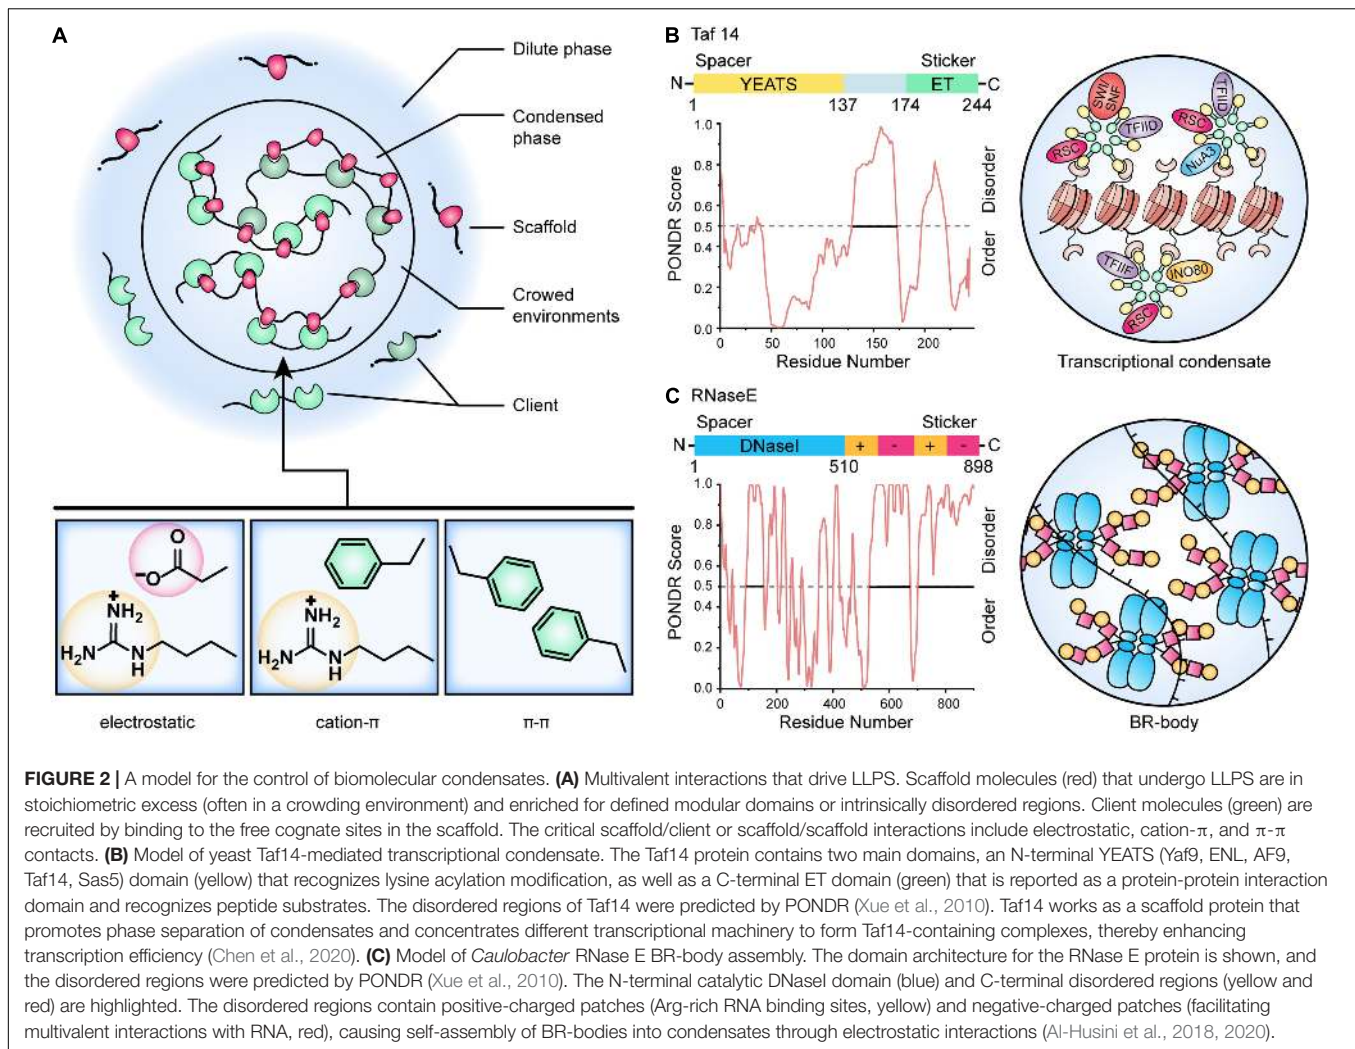 A
Dilute phase
Condensed
phase
Scaffold
Crowed
environments
Client
O
−O
+
NH2
H2N
N
H
electrostatic
+
NH2
H2N
N
H
cation-π
π-π
B Taf 14
Spacer Sticker
N YEATS ET C
1 137 174 244
1.0
0.8
0.6
0.5
0.4
0.2
0.0
PONDR Score
Disorder
Order
0 50 100 150 200
Residue Number
SWI/
SNF
TFIID
RSC
TFIID
RSC
NuA3
TFIIF
INO80
RSC
Transcriptional condensate
C RNaseE
Spacer Sticker
N DNaseI + - + - C
1 510 898
1.0
0.8
0.6
0.5
0.4
0.2
0.0
PONDR Score
Disorder
Order
0 200 400 600 800
Residue Number
BR-body
FIGURE 2 | A model for the control of biomolecular condensates. (A) Multivalent interactions that drive LLPS. Scaffold molecules (red) that undergo LLPS are in
stoichiometric excess (often in a crowding environment) and enriched for defined modular domains or intrinsically disordered regions. Client molecules (green) are
recruited by binding to the free cognate sites in the scaffold. The critical scaffold/client or scaffold/scaffold interactions include electrostatic, cation-π, and π-π
contacts. (B) Model of yeast Taf14-mediated transcriptional condensate. The Taf14 protein contains two main domains, an N-terminal YEATS (Yaf9, ENL, AF9,
Taf14, Sas5) domain (yellow) that recognizes lysine acylation modification, as well as a C-terminal ET domain (green) that is reported as a protein-protein interaction
domain and recognizes peptide substrates. The disordered regions of Taf14 were predicted by PONDR (Xue et al., 2010). Taf14 works as a scaffold protein that
promotes phase separation of condensates and concentrates different transcriptional machinery to form Taf14-containing complexes, thereby enhancing
transcription efficiency (Chen et al., 2020). (C) Model of Caulobacter RNase E BR-body assembly. The domain architecture for the RNase E protein is shown, and
the disordered regions were predicted by PONDR (Xue et al., 2010). The N-terminal catalytic DNaseI domain (blue) and C-terminal disordered regions (yellow and
red) are highlighted. The disordered regions contain positive-charged patches (Arg-rich RNA binding sites, yellow) and negative-charged patches (facilitating
multivalent interactions with RNA, red), causing self-assembly of BR-bodies into condensates through electrostatic interactions (Al-Husini et al., 2018, 2020).